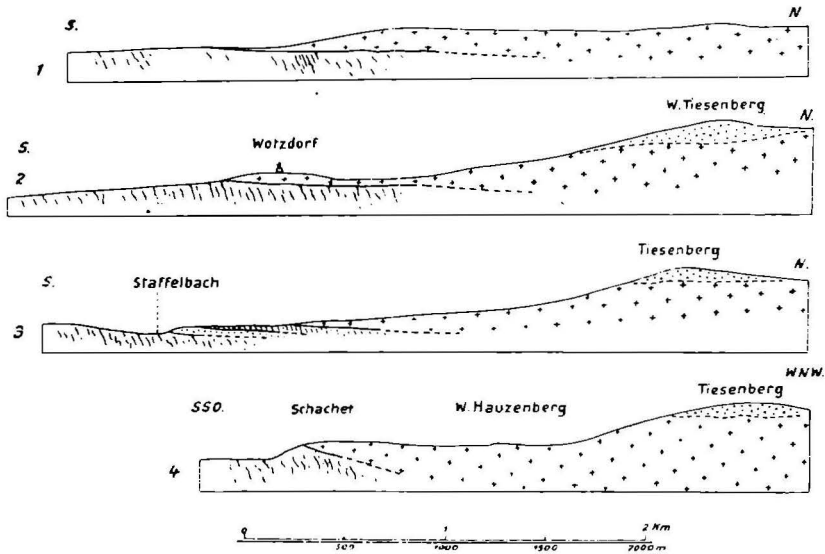 S.
N
1
W. Tiesenberg
S.
N.
Wotzdorf
2
Tiesenberg
S.
Staffelbach
N.
3
WNW.
SSO.
Schachet
W. Hauzenberg
Tiesenberg
4
0 1 2 Km
500 1000 1500 2000 m